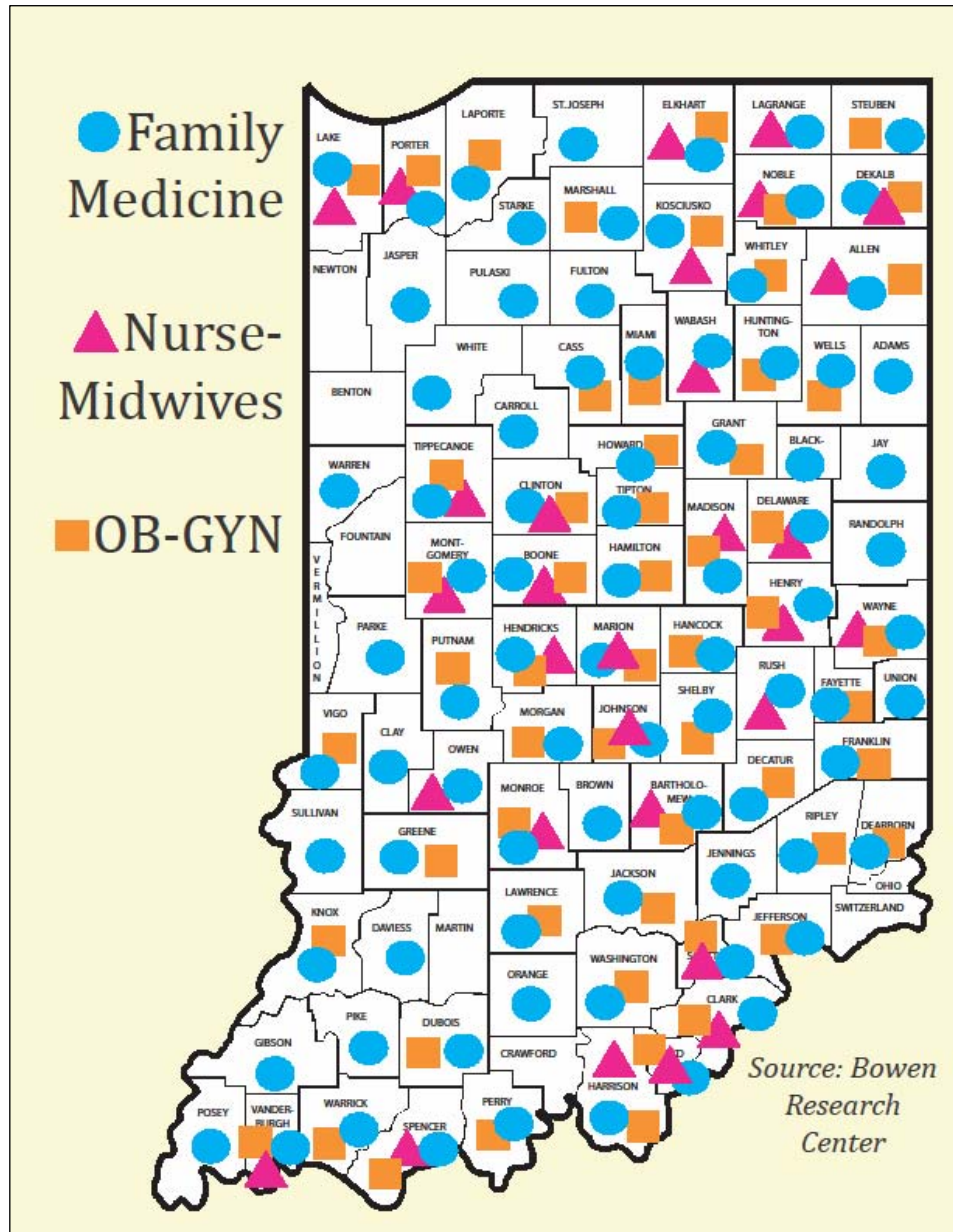 Family
Medicine
Nurse-
Midwives
OB-GYN
LAKE
PORTER
LAPORTE
ST.JOSEPH
ELKHART
LAGRANGE
STEUBEN
NOBLE
DEKALB
MARSHALL
STARKE
KOSCIUSKO
WHITLEY
ALLEN
NEWTON
JASPER
PULASKI
FULTON
WABASH
HUNTING-
TON
MIAMI
WHITE
CASS
WELLS
ADAMS
BENTON
CARROLL
GRANT
BLACK-
JAY
HOWARD
TIPPECANOE
WARREN
CLINTON
TIPTON
MADISON
DELAWARE
RANDOLPH
FOUNTAIN
MONT-
GOMERY
BOONE
HAMILTON
VERMILLION
HENRY
WAYNE
PARKE
PUTNAM
HENDRICKS
MARION
HANCOCK
RUSH
FAYETTE
UNION
SHELBY
VIGO
CLAY
MORGAN
JOHNSON
OWEN
FRANKLIN
DECATUR
MONROE
BROWN
BARTHOLO-
MEW
SULLIVAN
GREENE
RIPLEY
DEARBORN
JENNINGS
JACKSON
OHIO
LAWRENCE
SWITZERLAND
KNOX
DAVIESS
MARTIN
JEFFERSON
WASHINGTON
ORANGE
CLARK
PIKE
DUBOIS
GIBSON
CRAWFORD
HARRISON
POSEY
VANDER-
BURGH
WARRICK
SPENCER
PERRY
Source: Bowen
Research
Center